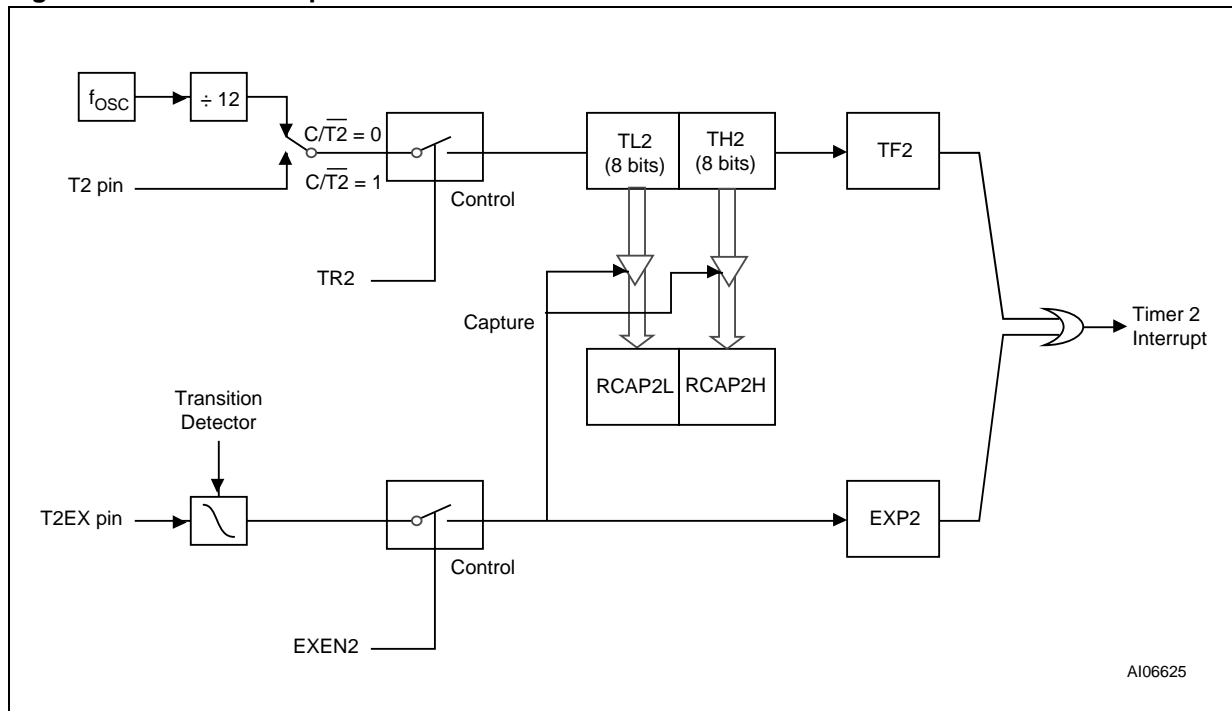 fOSC
÷ 12
C/T2 = 0
T2 pin
C/T2 = 1
Control
TR2
TL2
(8 bits)
TH2
(8 bits)
TF2
Capture
RCAP2L
RCAP2H
Timer 2
Interrupt
Transition
Detector
T2EX pin
Control
EXEN2
EXP2
AI06625